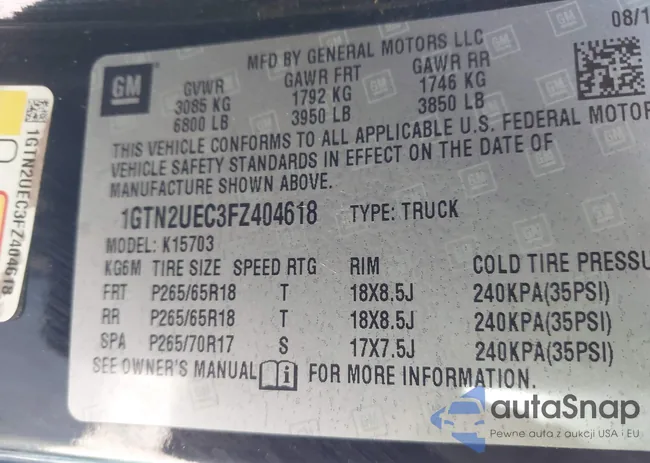 08/1
MFD BY GENERAL MOTORS LLC
GM
GVWR GAWR FRT GAWR RR
3085 KG 1792 KG 1746 KG
6800 LB 3950 LB 3850 LB
THIS VEHICLE CONFORMS TO ALL APPLICABLE U.S. FEDERAL MOTOR
VEHICLE SAFETY STANDARDS IN EFFECT ON THE DATE OF
MANUFACTURE SHOWN ABOVE.
1GTN2UEC3FZ404618 TYPE: TRUCK
MODEL: K15703
KG6M TIRE SIZE SPEED RTG RIM COLD TIRE PRESSU
FRT P265/65R18 T 18X8.5J 240KPA(35PSI)
RR P265/65R18 T 18X8.5J 240KPA(35PSI)
SPA P265/70R17 S 17X7.5J 240KPA(35PSI)
SEE OWNER'S MANUAL i FOR MORE INFORMATION.
1GTN2UEC3FZ404618
autaSnap
Pewne auta z aukcji USA i EU